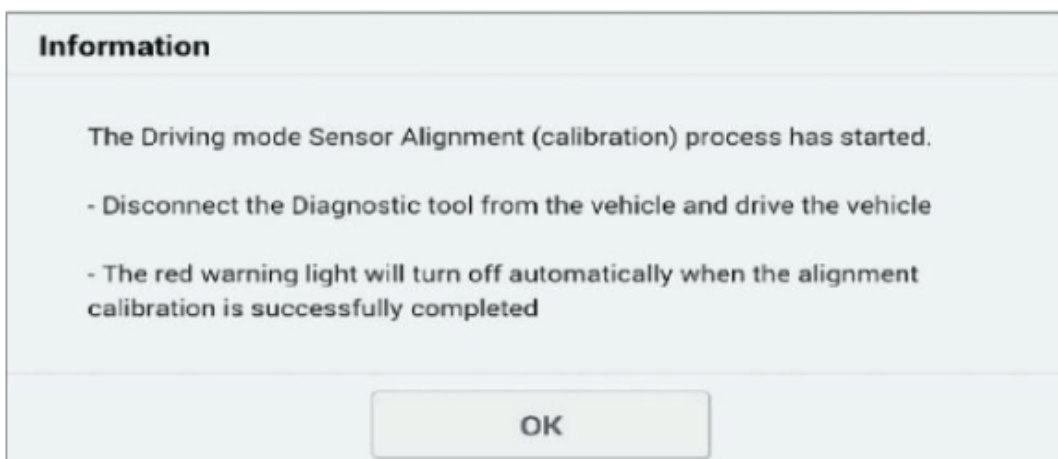 Information
The Driving mode Sensor Alignment (calibration) process has started.
- Disconnect the Diagnostic tool from the vehicle and drive the vehicle
- The red warning light will turn off automatically when the alignment
calibration is successfully completed
OK